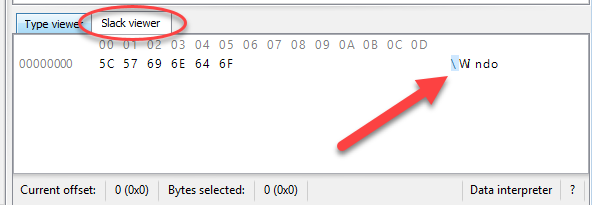 Type viewer Slack viewer
00 01 02 03 04 05 06 07 08 09 0A 0B 0C 0D
00000000 5C 57 69 6E 64 6F \Windo
Current offset: 0 (0x0) Bytes selected: 0 (0x0) Data interpreter ?